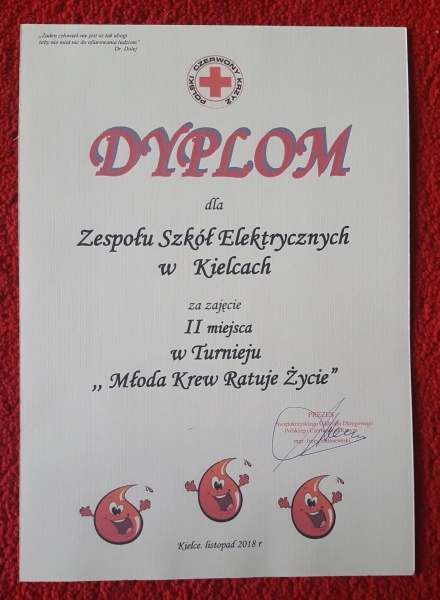 „Żaden człowiek nie jest aż tak ubogi
żeby nie miał nic do ofiarowania ludziom"
Dr. Dolej
POLSKI CZERWONY KRZYŻ
DYPLOM
dla
Zespołu Szkół Elektrycznych
w Kielcach
za zajęcie
II miejsca
w Turnieju
,, Młoda Krew Ratuje Życie”
PREZES
Świętokrzyskiego Oddziału Okręgowego
Polskiego Czerwonego Krzyża
mgr
Kielce. listopad 2018 r